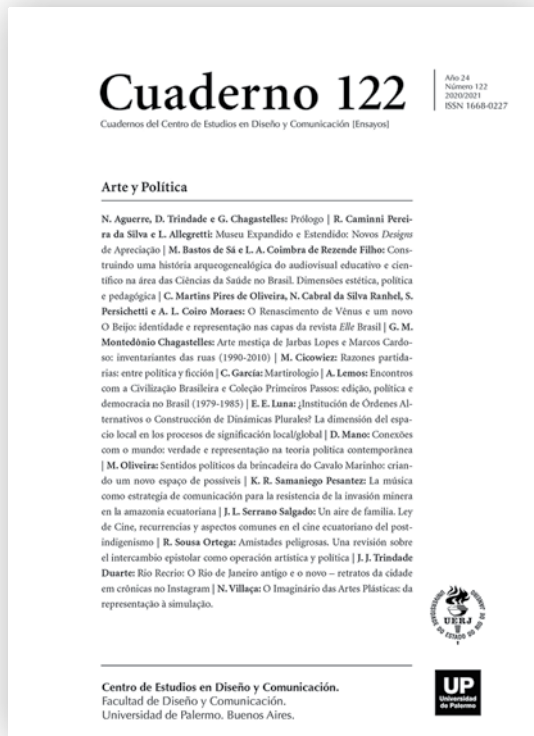 Cuaderno 122
Cuadernos del Centro de Estudios en Diseño y Comunicación [Ensayos]
Año 24
Número 122
2020/2021
ISSN 1668-0227
Arte y Política
N. Aguerre, D. Trindade e G. Chagastelles: Prólogo | R. Caminni Perei-
ra da Silva e L. Allegretti: Museu Expandido e Estendido: Novos Designs
de Apreciação | M. Bastos de Sá e L. A. Coimbra de Rezende Filho: Cons-
truindo uma história arqueogenealógica do audiovisual educativo e cien-
tífico na área das Ciências da Saúde no Brasil. Dimensões estética, política
e pedagógica | C. Martins Pires de Oliveira, N. Cabral da Silva Ranhel, S.
Persichetti e A. L. Coiro Moraes: O Renascimento de Vênus e um novo
O Beijo: identidade e representação nas capas da revista Elle Brasil | G. M.
Montedônio Chagastelles: Arte mestiça de Jarbas Lopes e Marcos Cardo-
so: inventariantes das ruas (1990-2010) | M. Cicowicz: Razones partida-
rias: entre política y ficción | C. García: Martirologio | A. Lemos: Encontros
com a Civilização Brasileira e Coleção Primeiros Passos: edição, política e
democracia no Brasil (1979-1985) | E. E. Luna: ¿Institución de Órdenes Al-
ternativos o Construcción de Dinámicas Plurales? La dimensión del espa-
cio local en los procesos de significación local/global | D. Mano: Conexões
com o mundo: verdade e representação na teoria política contemporânea
| M. Oliveira: Sentidos políticos da brincadeira do Cavalo Marinho: crian-
do um novo espaço de possíveis | K. R. Samaniego Pesantez: La música
como estrategia de comunicación para la resistencia de la invasión minera
en la amazonia ecuatoriana | J. L. Serrano Salgado: Un aire de familia. Ley
de Cine, recurrencias y aspectos comunes en el cine ecuatoriano del post-
indigenismo | R. Sousa Ortega: Amistades peligrosas. Una revisión sobre
el intercambio epistolar como operación artística y política | J. J. Trindade
Duarte: Rio Recrio: O Rio de Janeiro antigo e o novo – retratos da cidade
em crônicas no Instagram | N. Villaça: O Imaginário das Artes Plásticas: da
representação à simulação.
UNIVERSIDADE DO ESTADO DO RIO DE JANEIRO
UERJ
Centro de Estudios en Diseño y Comunicación.
Facultad de Diseño y Comunicación.
Universidad de Palermo. Buenos Aires.
UP
Universidad
de Palermo